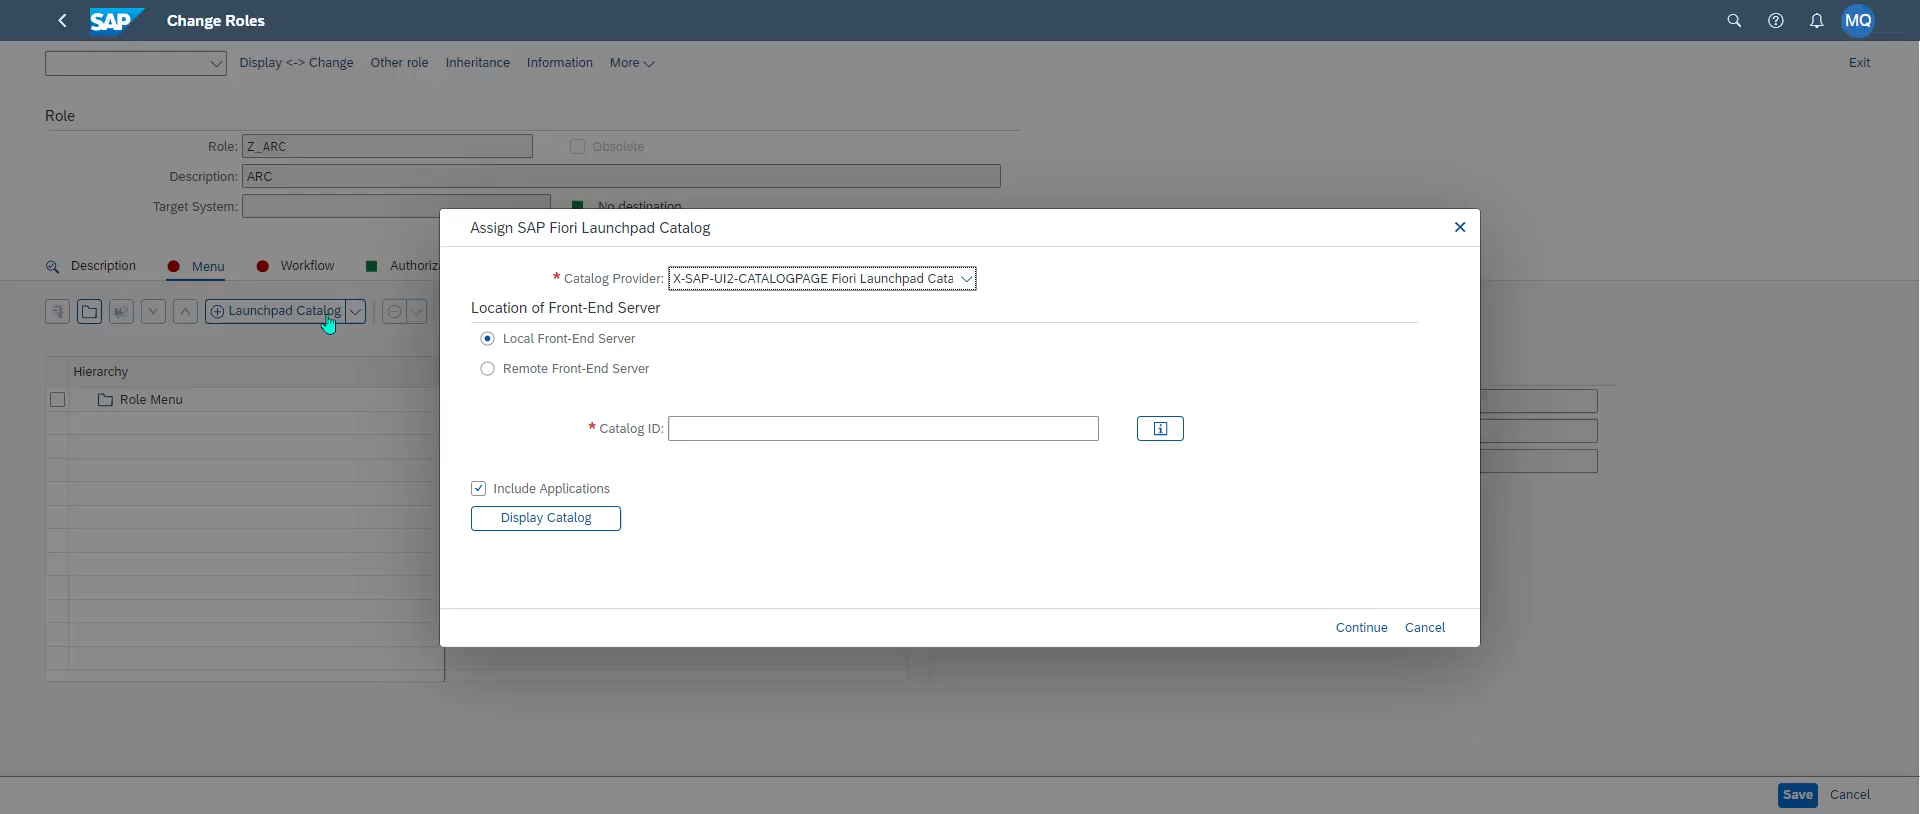 SAP Change Roles MQ
Display <-> Change Other role Inheritance Information More Exit
Role
Role: Z_ARC Obsolete
Description: ARC
Target System: No destination
Assign SAP Fiori Launchpad Catalog
Description Menu Workflow
* Catalog Provider: X-SAP-UI2-CATALOGPAGE Fiori Launchpad Cata
Location of Front-End Server
Launchpad Catalog
Local Front-End Server
Remote Front-End Server
Hierarchy
Role Menu
* Catalog ID:
Include Applications
Display Catalog
Continue Cancel
Save Cancel